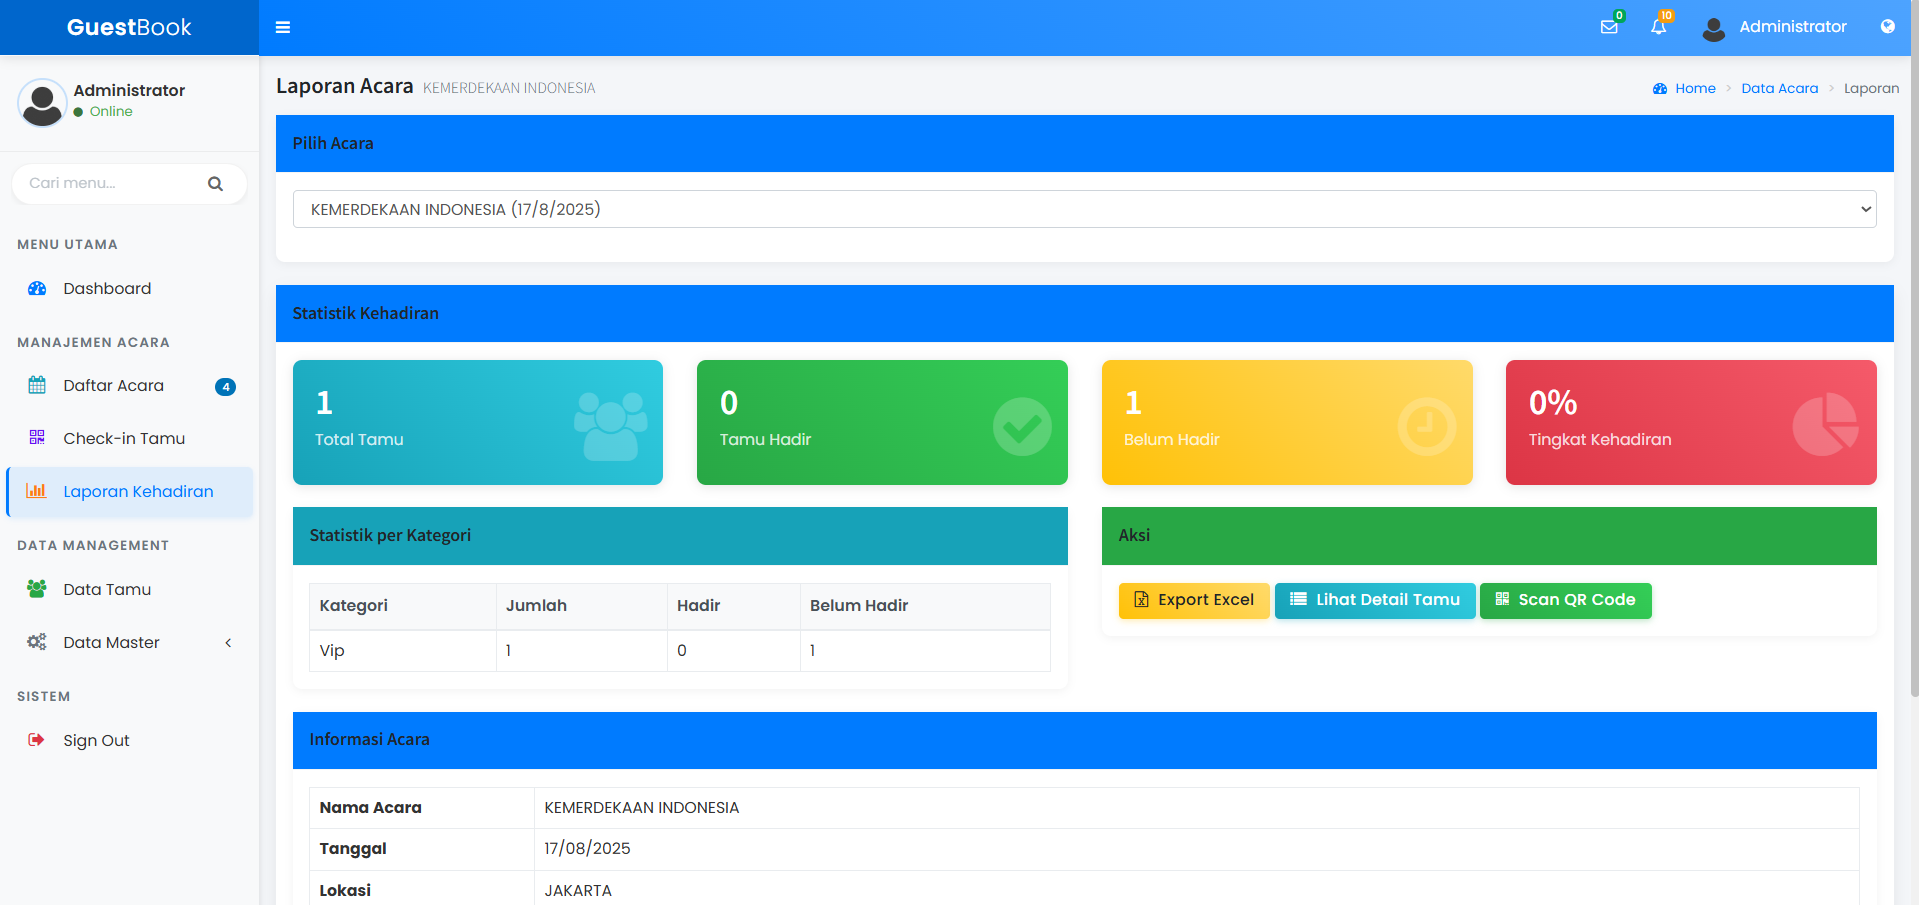 GuestBook
0
10
Administrator
Administrator
Online
Cari menu...
MENU UTAMA
Dashboard
MANAJEMEN ACARA
Daftar Acara
4
Check-in Tamu
Laporan Kehadiran
DATA MANAGEMENT
Data Tamu
Data Master
SISTEM
Sign Out
Laporan Acara KEMERDEKAAN INDONESIA
Home > Data Acara > Laporan
Pilih Acara
KEMERDEKAAN INDONESIA (17/8/2025)
Statistik Kehadiran
1
Total Tamu
0
Tamu Hadir
1
Belum Hadir
0%
Tingkat Kehadiran
Statistik per Kategori
Kategori Jumlah Hadir Belum Hadir
Vip 1 0 1
Aksi
Export Excel Lihat Detail Tamu Scan QR Code
Informasi Acara
Nama Acara KEMERDEKAAN INDONESIA
Tanggal 17/08/2025
Lokasi JAKARTA